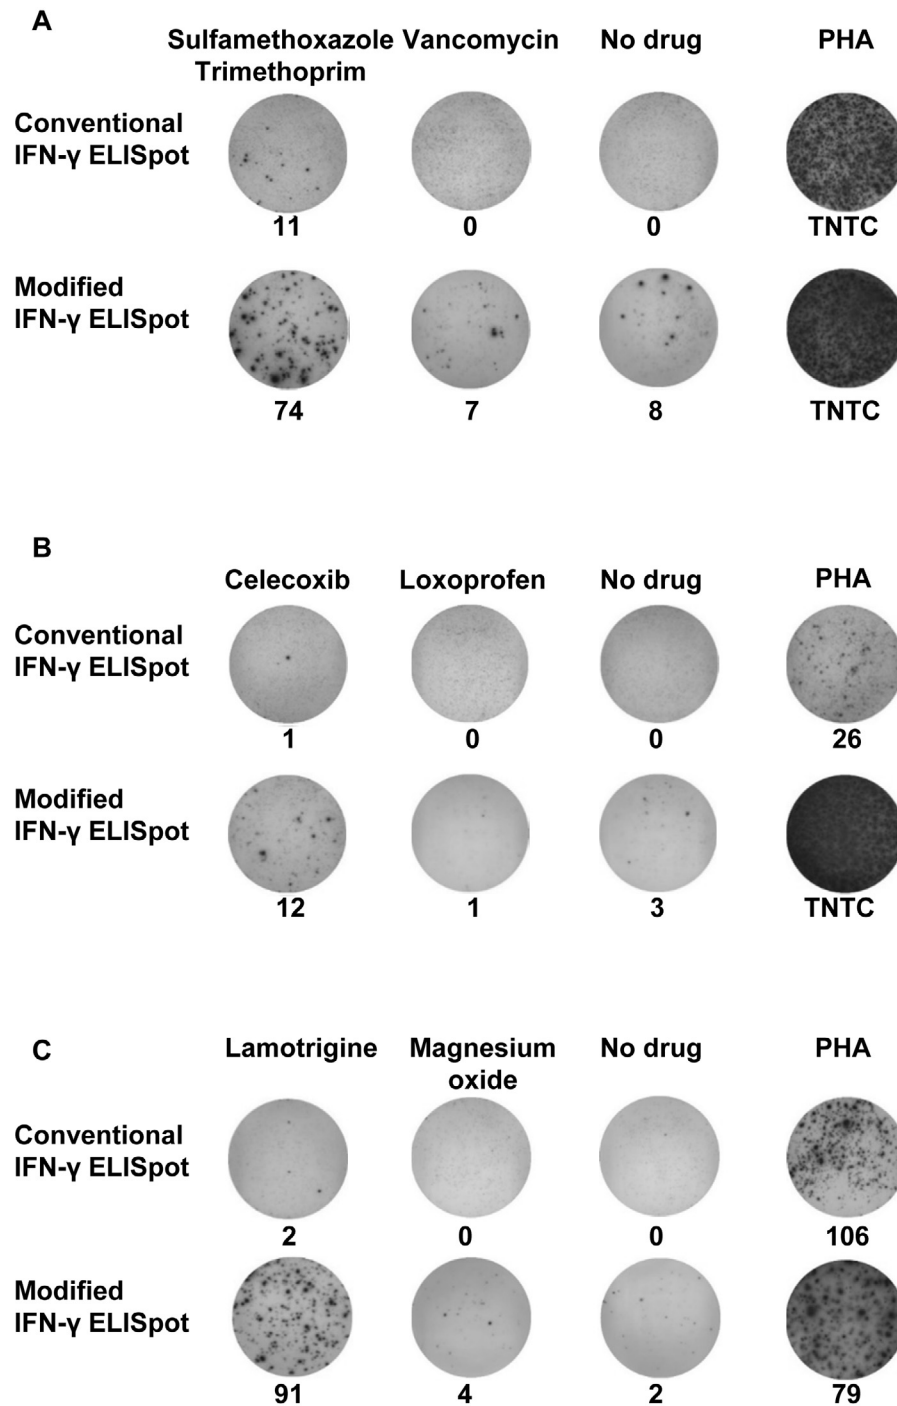 A
Sulfamethoxazole Vancomycin No drug PHA
Trimethoprim
Conventional
IFN-γ ELISpot
11 0 0 TNTC
Modified
IFN-γ ELISpot
74 7 8 TNTC
B
Celecoxib Loxoprofen No drug PHA
Conventional
IFN-γ ELISpot
1 0 0 26
Modified
IFN-γ ELISpot
12 1 3 TNTC
C
Lamotrigine Magnesium No drug PHA
oxide
Conventional
IFN-γ ELISpot
2 0 0 106
Modified
IFN-γ ELISpot
91 4 2 79